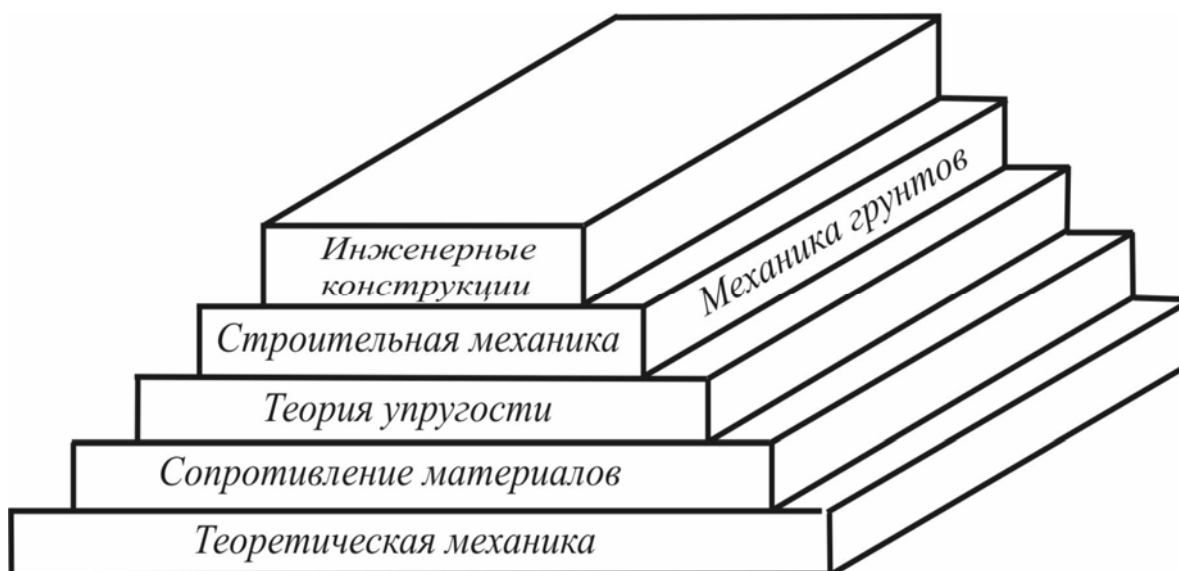 Инженерные
конструкции
Механика грунтов
Строительная механика
Теория упругости
Сопротивление материалов
Теоретическая механика